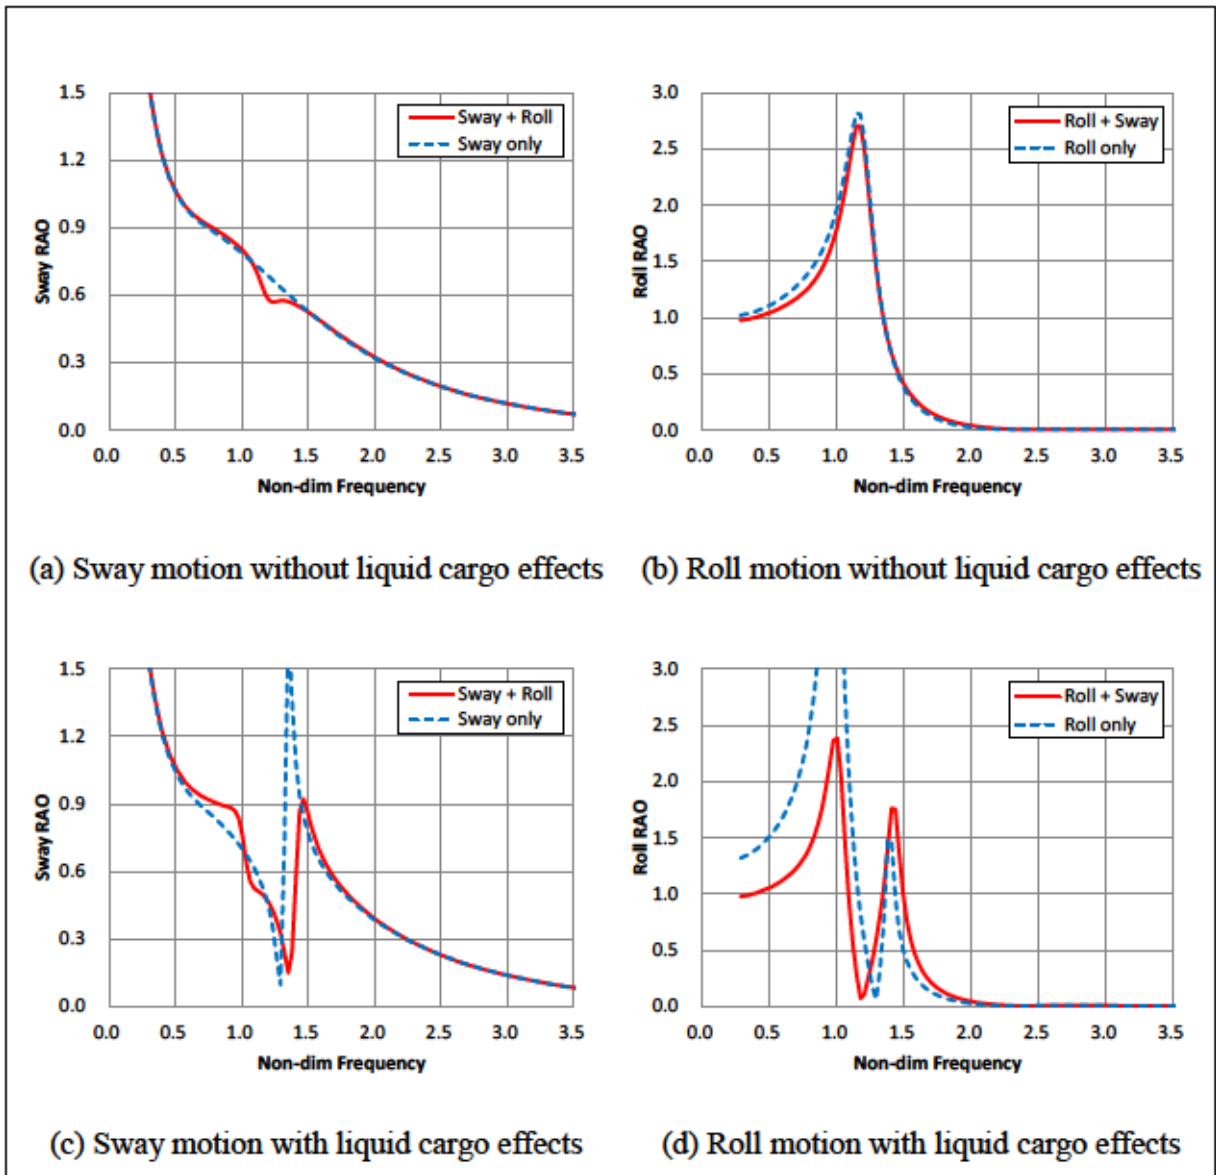 1.5
1.2
0.9
0.6
0.3
0.0
Sway RAO
Sway + Roll
Sway only
0.0 0.5 1.0 1.5 2.0 2.5 3.0 3.5
Non-dim Frequency
(a) Sway motion without liquid cargo effects
3.0
2.5
2.0
1.5
1.0
0.5
0.0
Roll RAO
Roll + Sway
Roll only
0.0 0.5 1.0 1.5 2.0 2.5 3.0 3.5
Non-dim Frequency
(b) Roll motion without liquid cargo effects
1.5
1.2
0.9
0.6
0.3
0.0
Sway RAO
Sway + Roll
Sway only
0.0 0.5 1.0 1.5 2.0 2.5 3.0 3.5
Non-dim Frequency
(c) Sway motion with liquid cargo effects
3.0
2.5
2.0
1.5
1.0
0.5
0.0
Roll RAO
Roll + Sway
Roll only
0.0 0.5 1.0 1.5 2.0 2.5 3.0 3.5
Non-dim Frequency
(d) Roll motion with liquid cargo effects